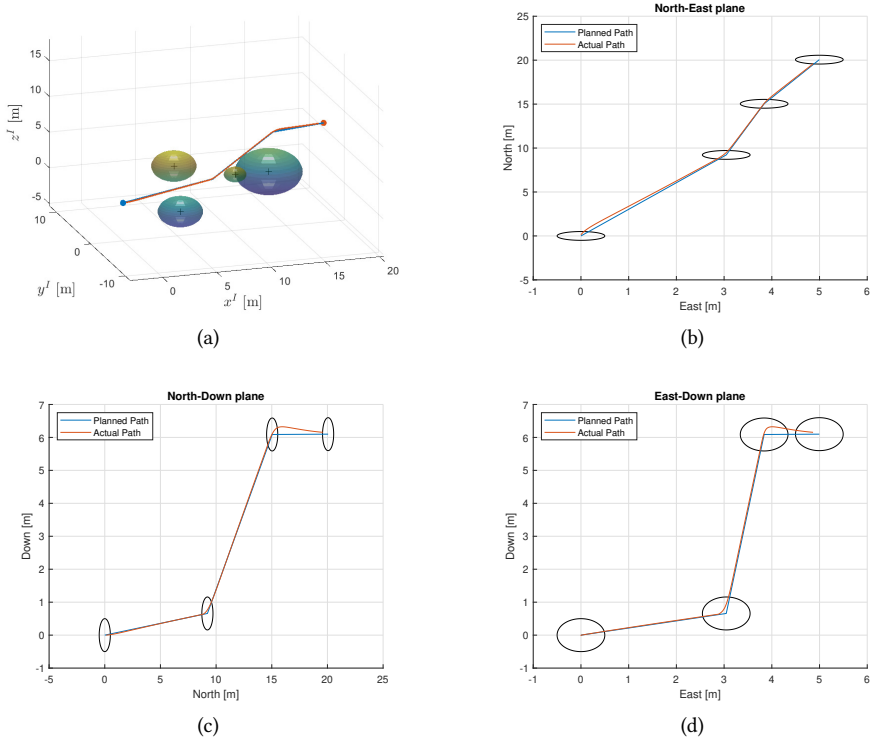 15
10
5
0
-5
z^I [m]
10
0
-10
y^I [m]
0
5
10
15
20
x^I [m]
(a)
North-East plane
Planned Path
Actual Path
25
20
15
10
5
0
-5
North [m]
-1
0
1
2
3
4
5
6
East [m]
(b)
North-Down plane
Planned Path
Actual Path
7
6
5
4
3
2
1
0
-1
Down [m]
-5
0
5
10
15
20
25
North [m]
(c)
East-Down plane
Planned Path
Actual Path
7
6
5
4
3
2
1
0
-1
Down [m]
-1
0
1
2
3
4
5
6
East [m]
(d)